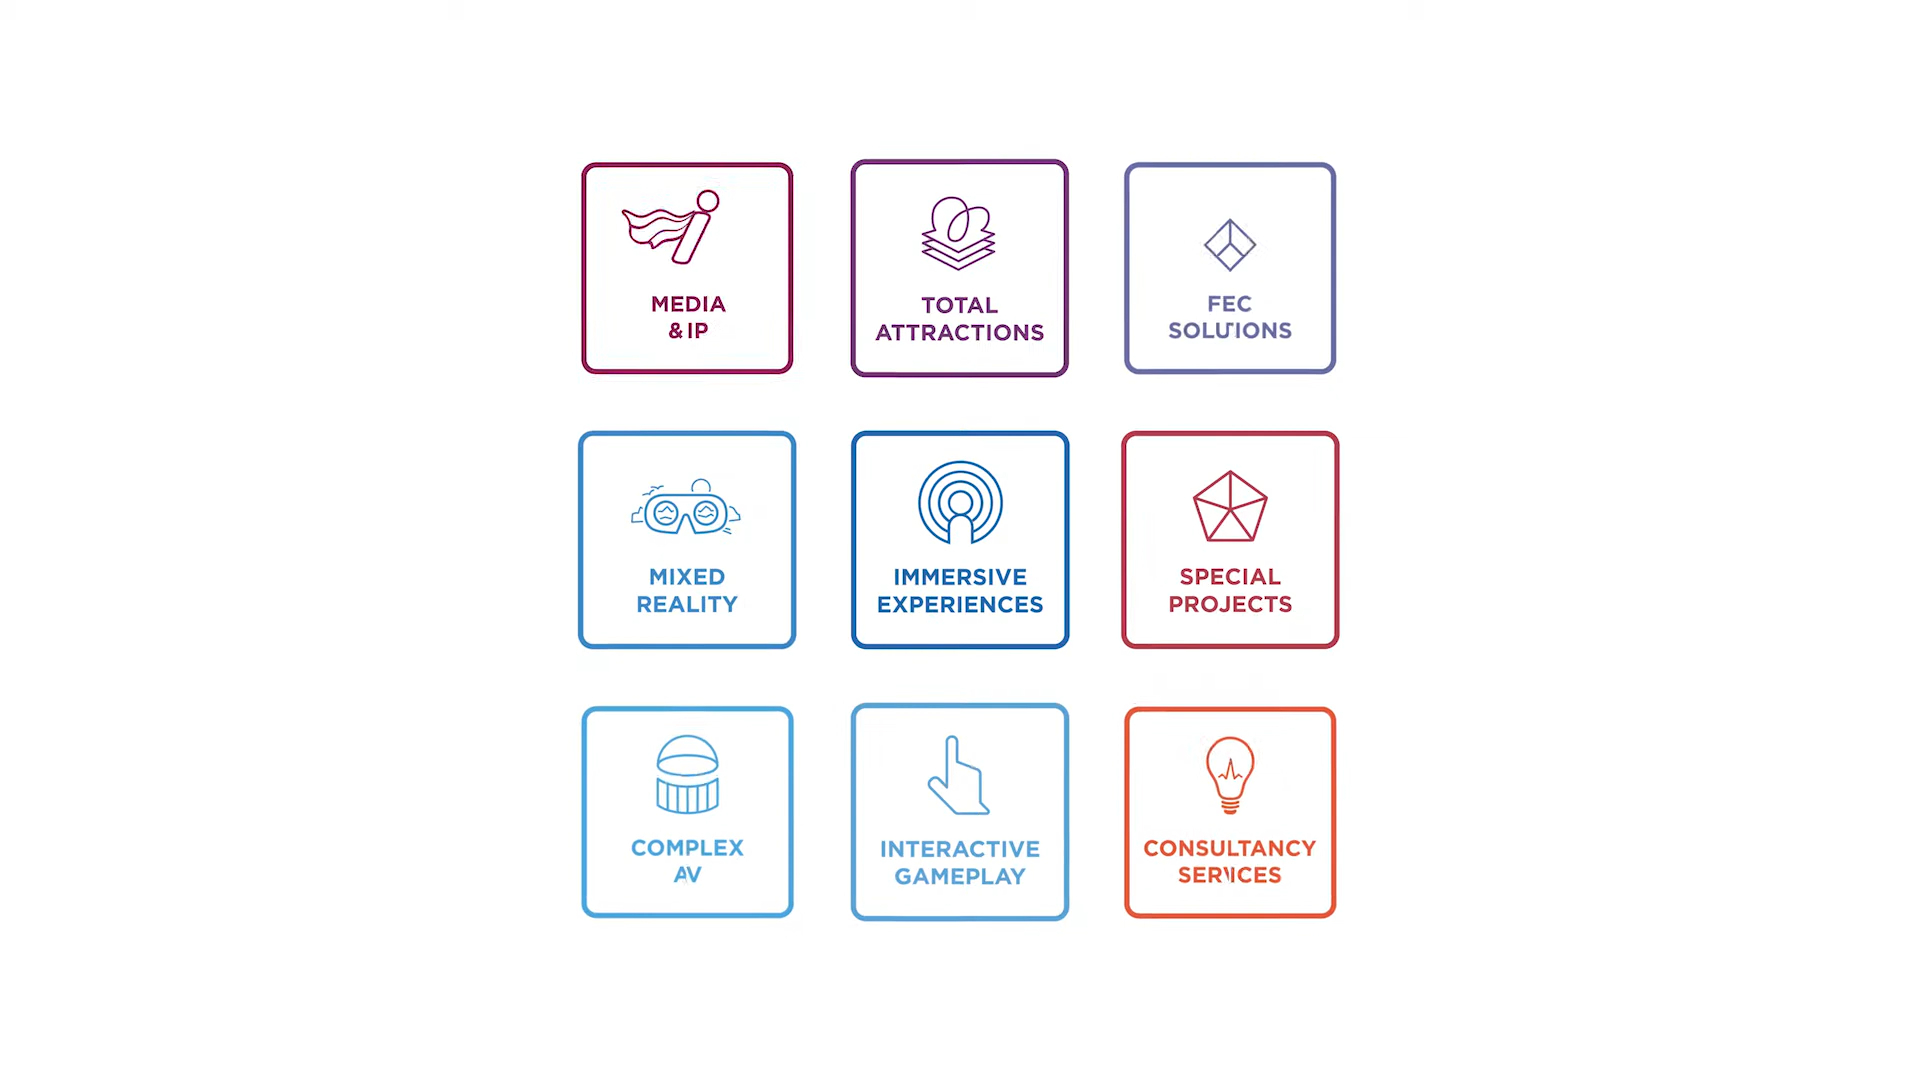 MEDIA
& IP
TOTAL
ATTRACTIONS
FEC
SOLUTIONS
MIXED
REALITY
IMMERSIVE
EXPERIENCES
SPECIAL
PROJECTS
COMPLEX
AV
INTERACTIVE
GAMEPLAY
CONSULTANCY
SERVICES